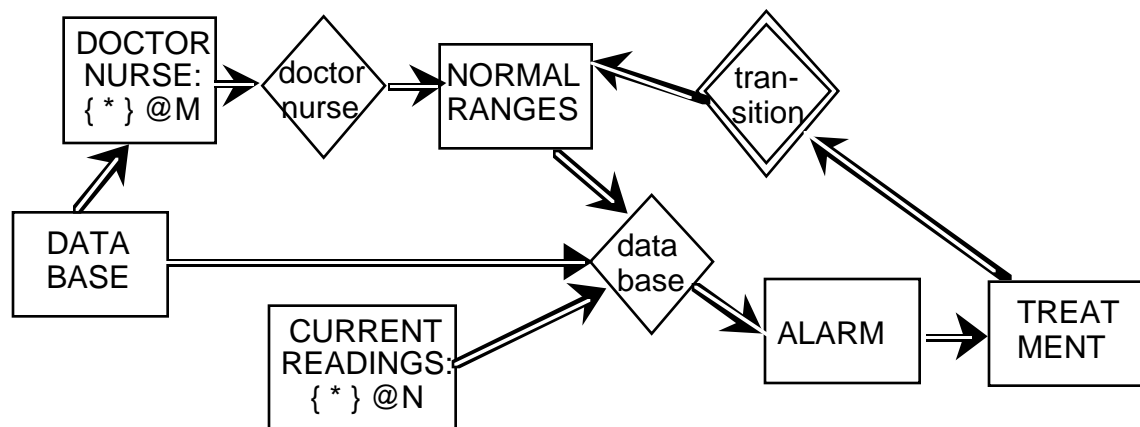 DOCTOR
NURSE:
{ * } @M
doctor
nurse
NORMAL
RANGES
tran-
sition
DATA
BASE
data
base
CURRENT
READINGS:
{ * } @N
ALARM
TREAT
MENT